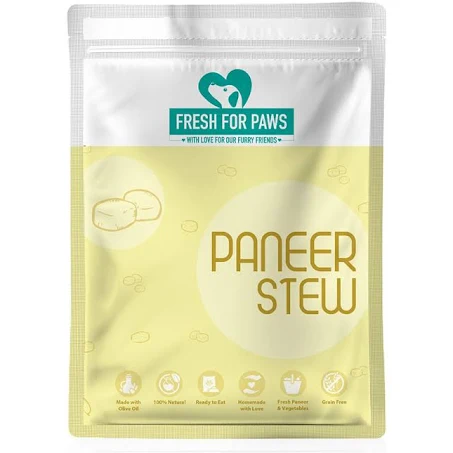 FRESH FOR PAWS
WITH LOVE FOR OUR FURRY FRIENDS
PANEER
STEW
Made with
Olive Oil
100% Natural
Ready to Eat
Homemade
with Love
Fresh Paneer
& Vegetables
Grain Free